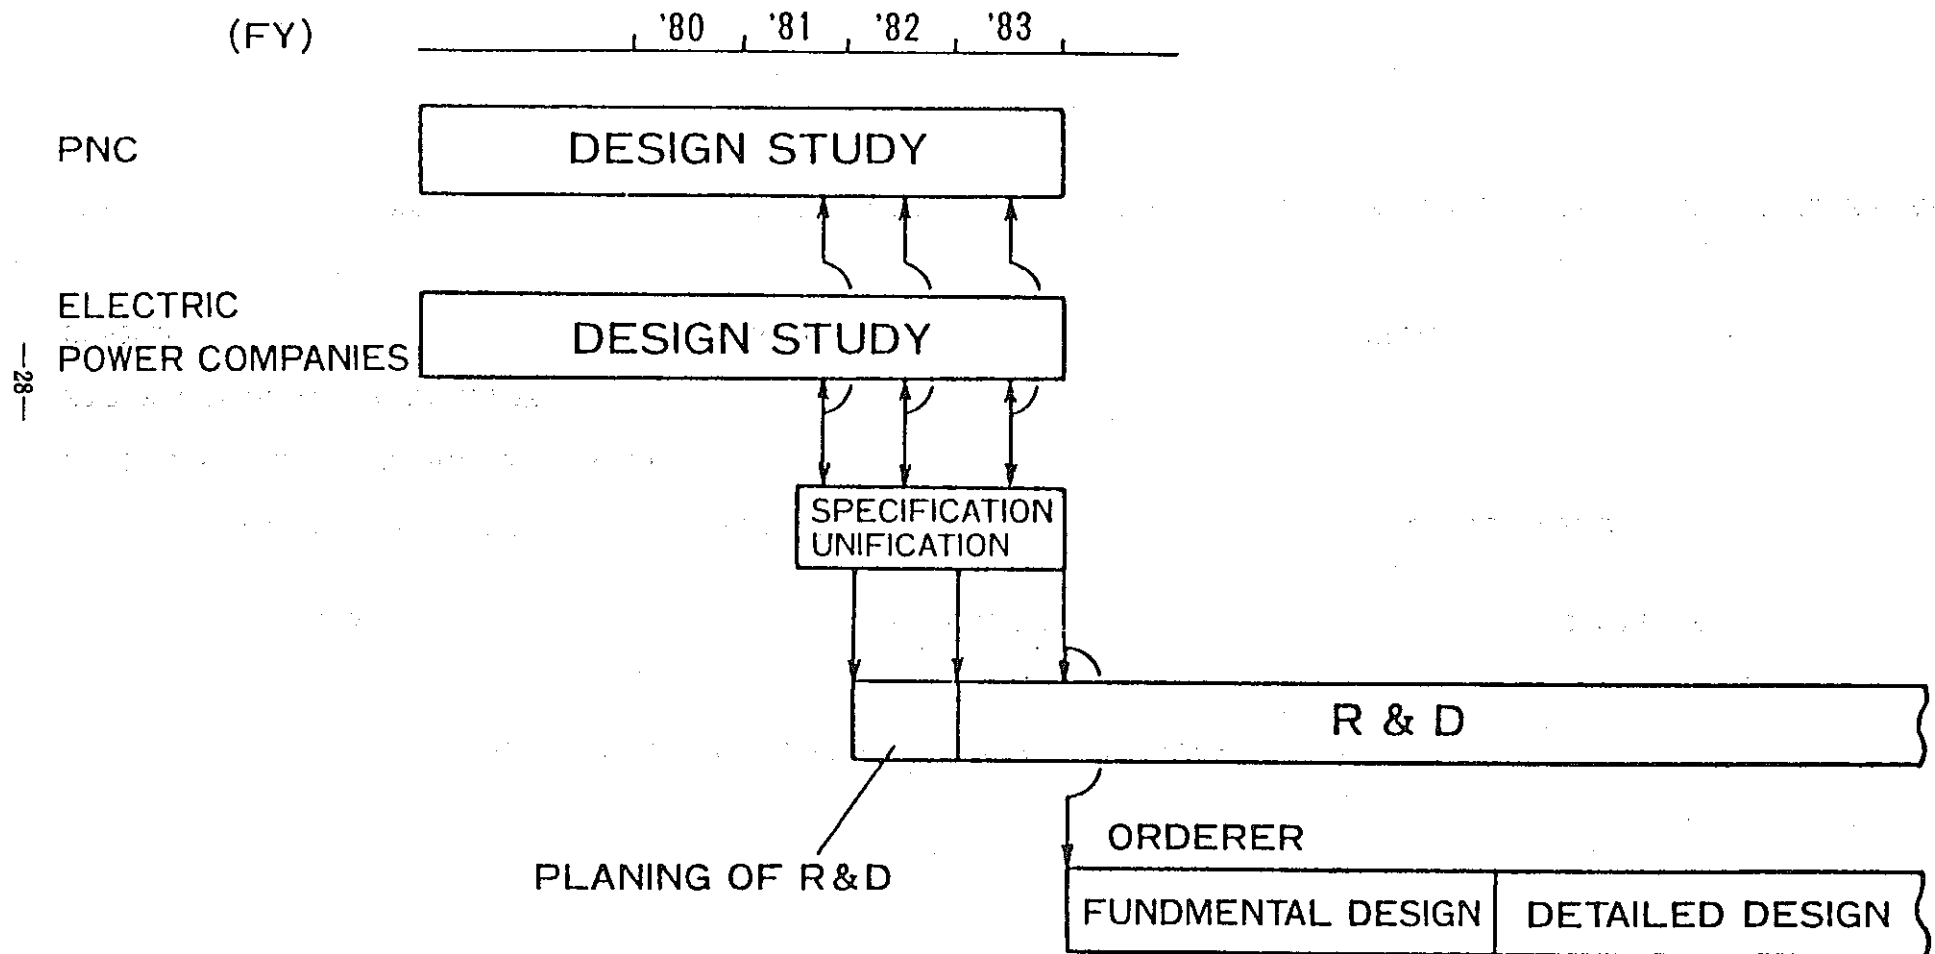 (FY) '80 '81 '82 '83
PNC
DESIGN STUDY
ELECTRIC
POWER COMPANIES
DESIGN STUDY
—28—
SPECIFICATION
UNIFICATION
R & D
PLANING OF R&D
ORDERER
FUNDMENTAL DESIGN
DETAILED DESIGN